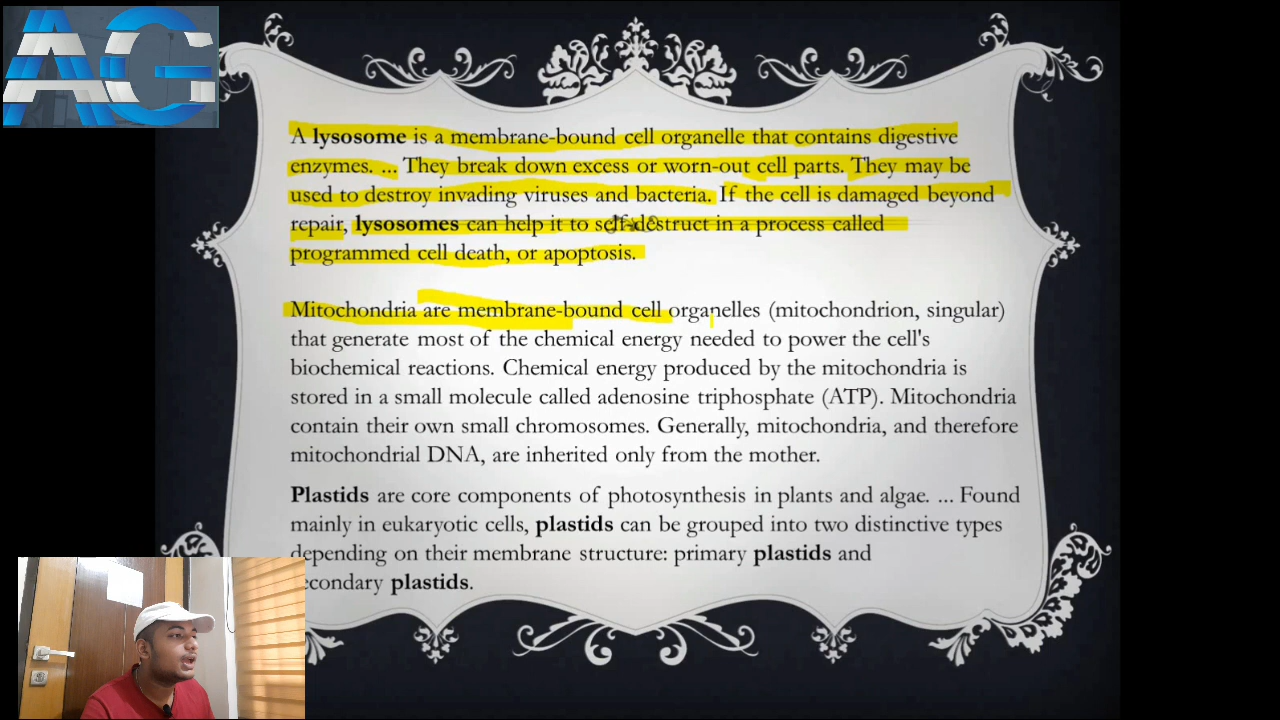 AG
A lysosome is a membrane-bound cell organelle that contains digestive
enzymes. ... They break down excess or worn-out cell parts. They may be
used to destroy invading viruses and bacteria. If the cell is damaged beyond
repair, lysosomes can help it to self-destruct in a process called
programmed cell death, or apoptosis.
Mitochondria are membrane-bound cell organelles (mitochondrion, singular)
that generate most of the chemical energy needed to power the cell's
biochemical reactions. Chemical energy produced by the mitochondria is
stored in a small molecule called adenosine triphosphate (ATP). Mitochondria
contain their own small chromosomes. Generally, mitochondria, and therefore
mitochondrial DNA, are inherited only from the mother.
Plastids are core components of photosynthesis in plants and algae. ... Found
mainly in eukaryotic cells, plastids can be grouped into two distinctive types
depending on their membrane structure: primary plastids and
econdary plastids.